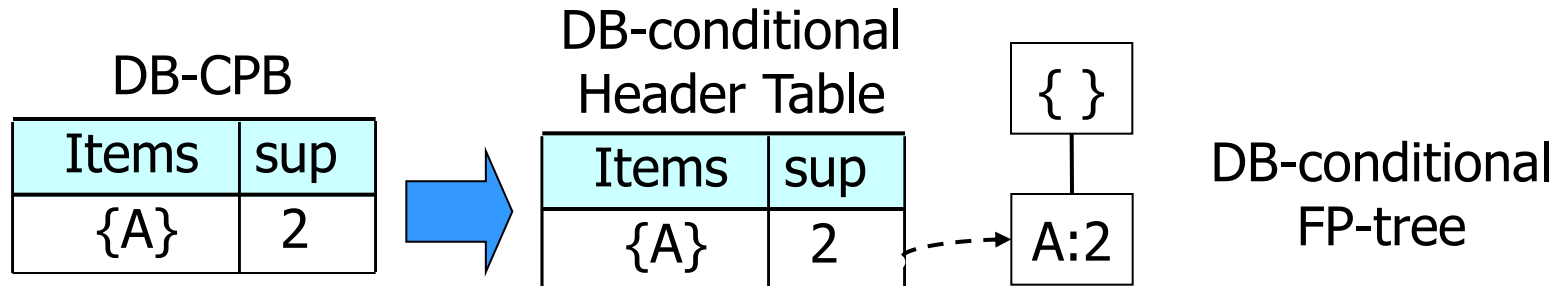 DB-CPB
Items sup
{A} 2
DB-conditional
Header Table
Items sup
{A} 2
{ }
A:2
DB-conditional
FP-tree